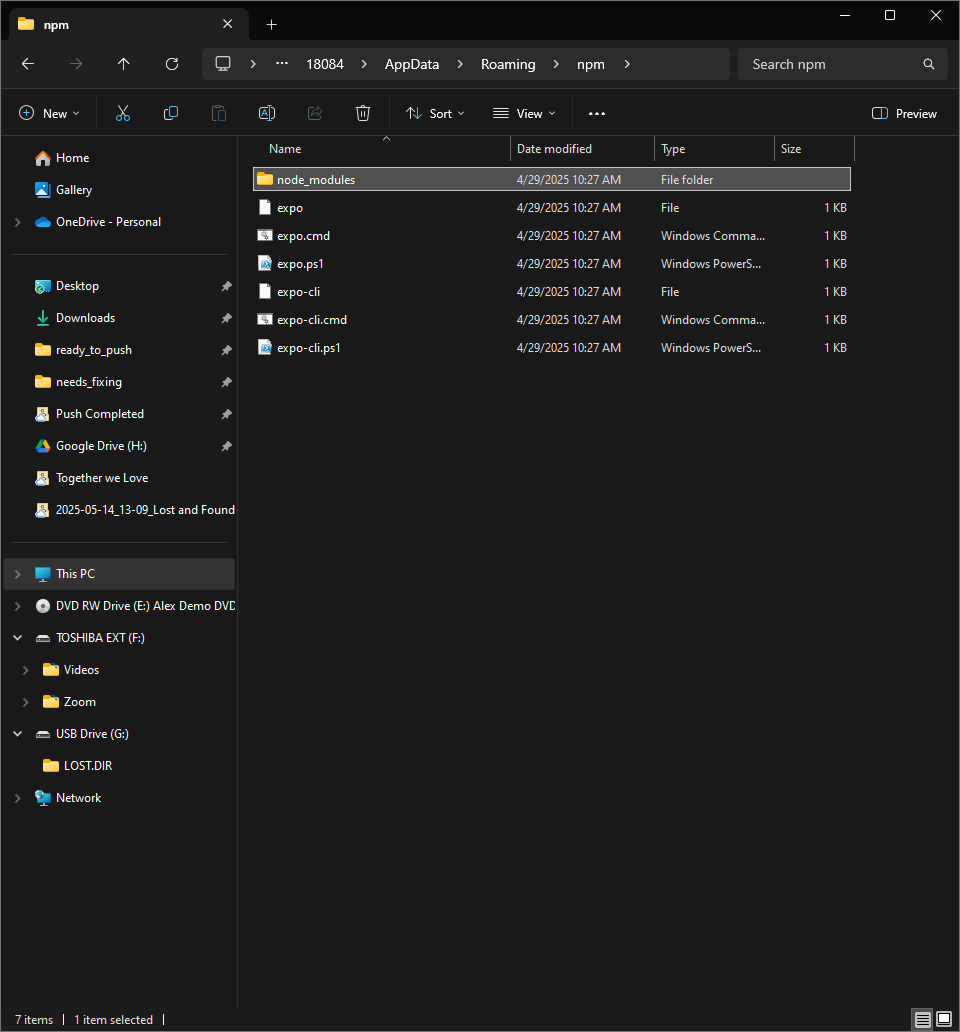 npm
18084 AppData Roaming npm Search npm
New Sort View Preview
Home
Gallery
OneDrive - Personal
Desktop
Downloads
ready_to_push
needs_fixing
Push Completed
Google Drive (H:)
Together we Love
2025-05-14_13-09_Lost and Found
This PC
DVD RW Drive (E:) Alex Demo DVD
TOSHIBA EXT (F:)
Videos
Zoom
USB Drive (G:)
LOST.DIR
Network
Name Date modified Type Size
node_modules 4/29/2025 10:27 AM File folder
expo 4/29/2025 10:27 AM File 1 KB
expo.cmd 4/29/2025 10:27 AM Windows Comma... 1 KB
expo.ps1 4/29/2025 10:27 AM Windows PowerS... 1 KB
expo-cli 4/29/2025 10:27 AM File 1 KB
expo-cli.cmd 4/29/2025 10:27 AM Windows Comma... 1 KB
expo-cli.ps1 4/29/2025 10:27 AM Windows PowerS... 1 KB
7 items 1 item selected